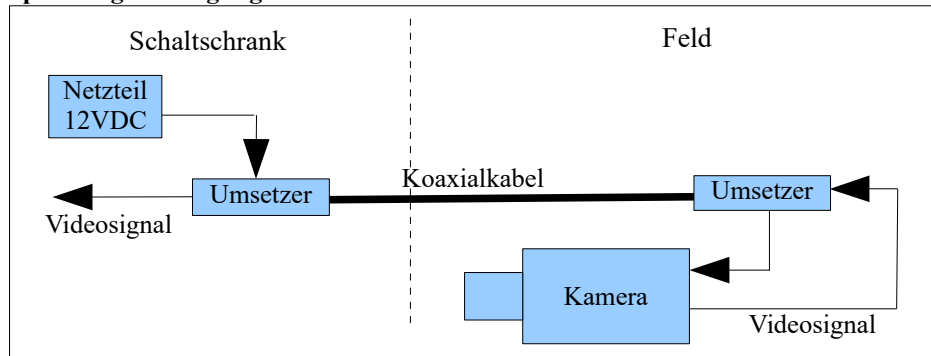 Schaltschrank
Feld
Netzteil
12VDC
Umsetzer
Koaxialkabel
Umsetzer
Videosignal
Kamera
Videosignal